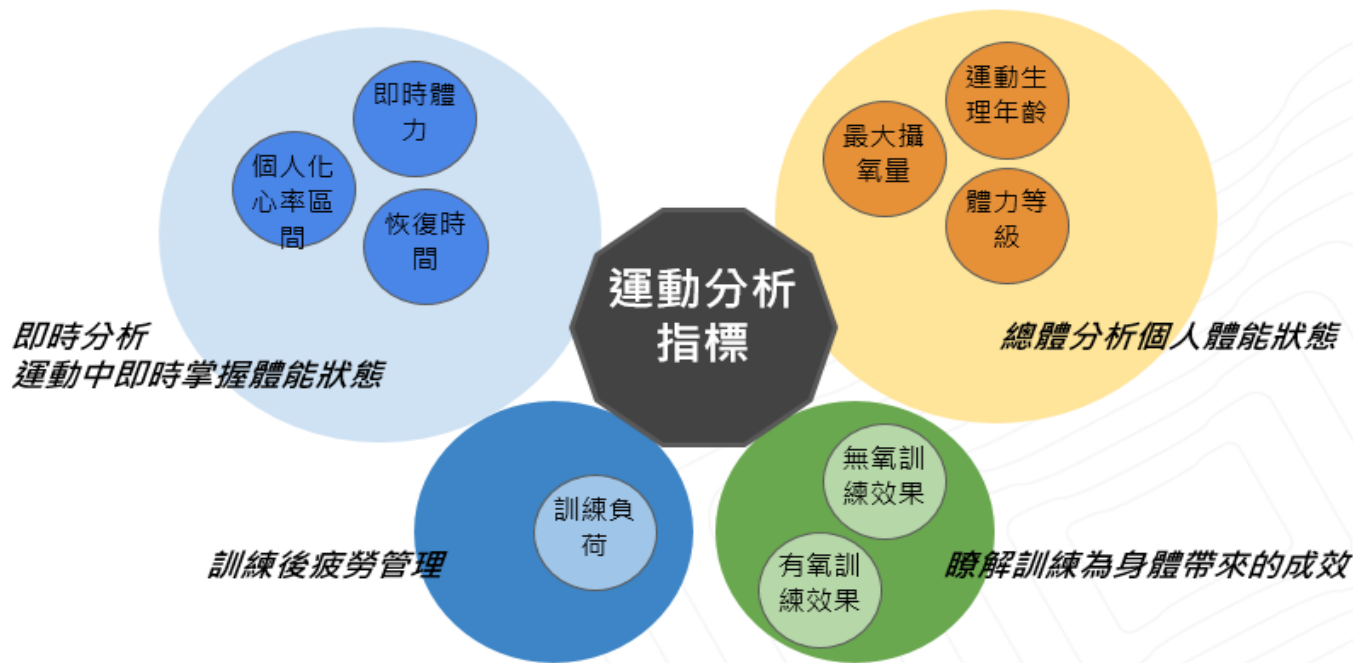 即時體
力
個人化
心率區
間
恢復時
間
即時分析
運動中即時掌握體能狀態
運動生
理年齡
最大攝
氧量
體力等
級
總體分析個人體能狀態
運動分析
指標
訓練負
荷
訓練後疲勞管理
無氧訓
練效果
有氧訓
練效果
瞭解訓練為身體帶來的成效